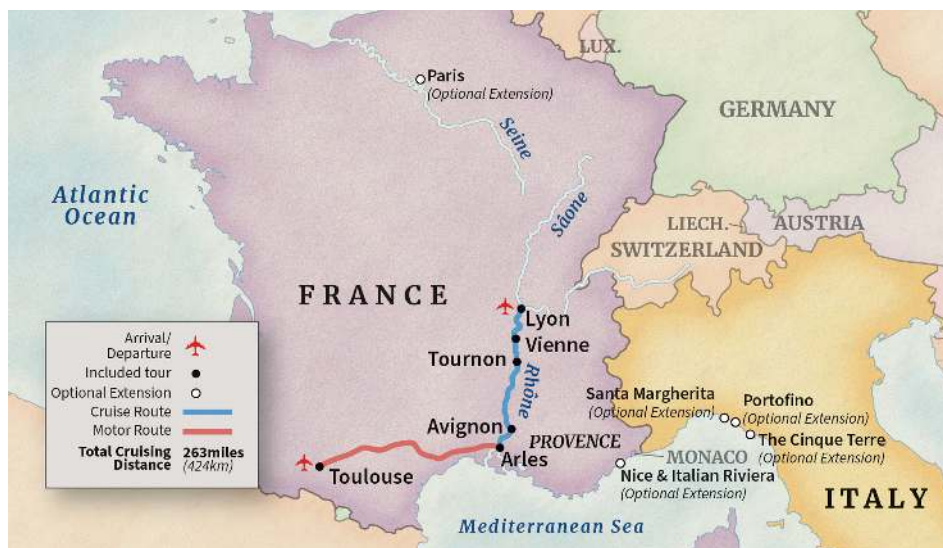 LUX.
Paris
(Optional Extension)
GERMANY
Seine
Atlantic
Ocean
Sáone
LIECH.
AUSTRIA
SWITZERLAND
FRANCE
Lyon
Vienne
Tournon
Rhône
Avignon
PROVENCE
Arles
Toulouse
Santa Margherita
(Optional Extension)
Portofino
(Optional Extension)
The Cinque Terre
(Optional Extension)
MONACO
Nice & Italian Riviera
(Optional Extension)
ITALY
Mediterranean Sea
Arrival/
Departure
Included tour
Optional Extension
Cruise Route
Motor Route
Total Cruising 263miles
Distance (424km)